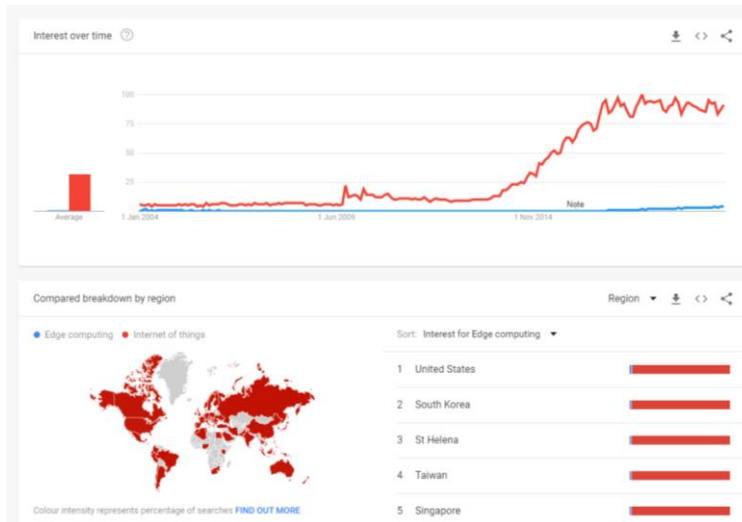 Interest over time
100
75
50
25
Average
1 Jan 2004
1 Jun 2009
1 Nov 2014
Note
Compared breakdown by region
Region
Edge computing
Internet of things
Sort: Interest for Edge computing
1 United States
2 South Korea
3 St Helena
4 Taiwan
5 Singapore
Colour intensity represents percentage of searches FIND OUT MORE